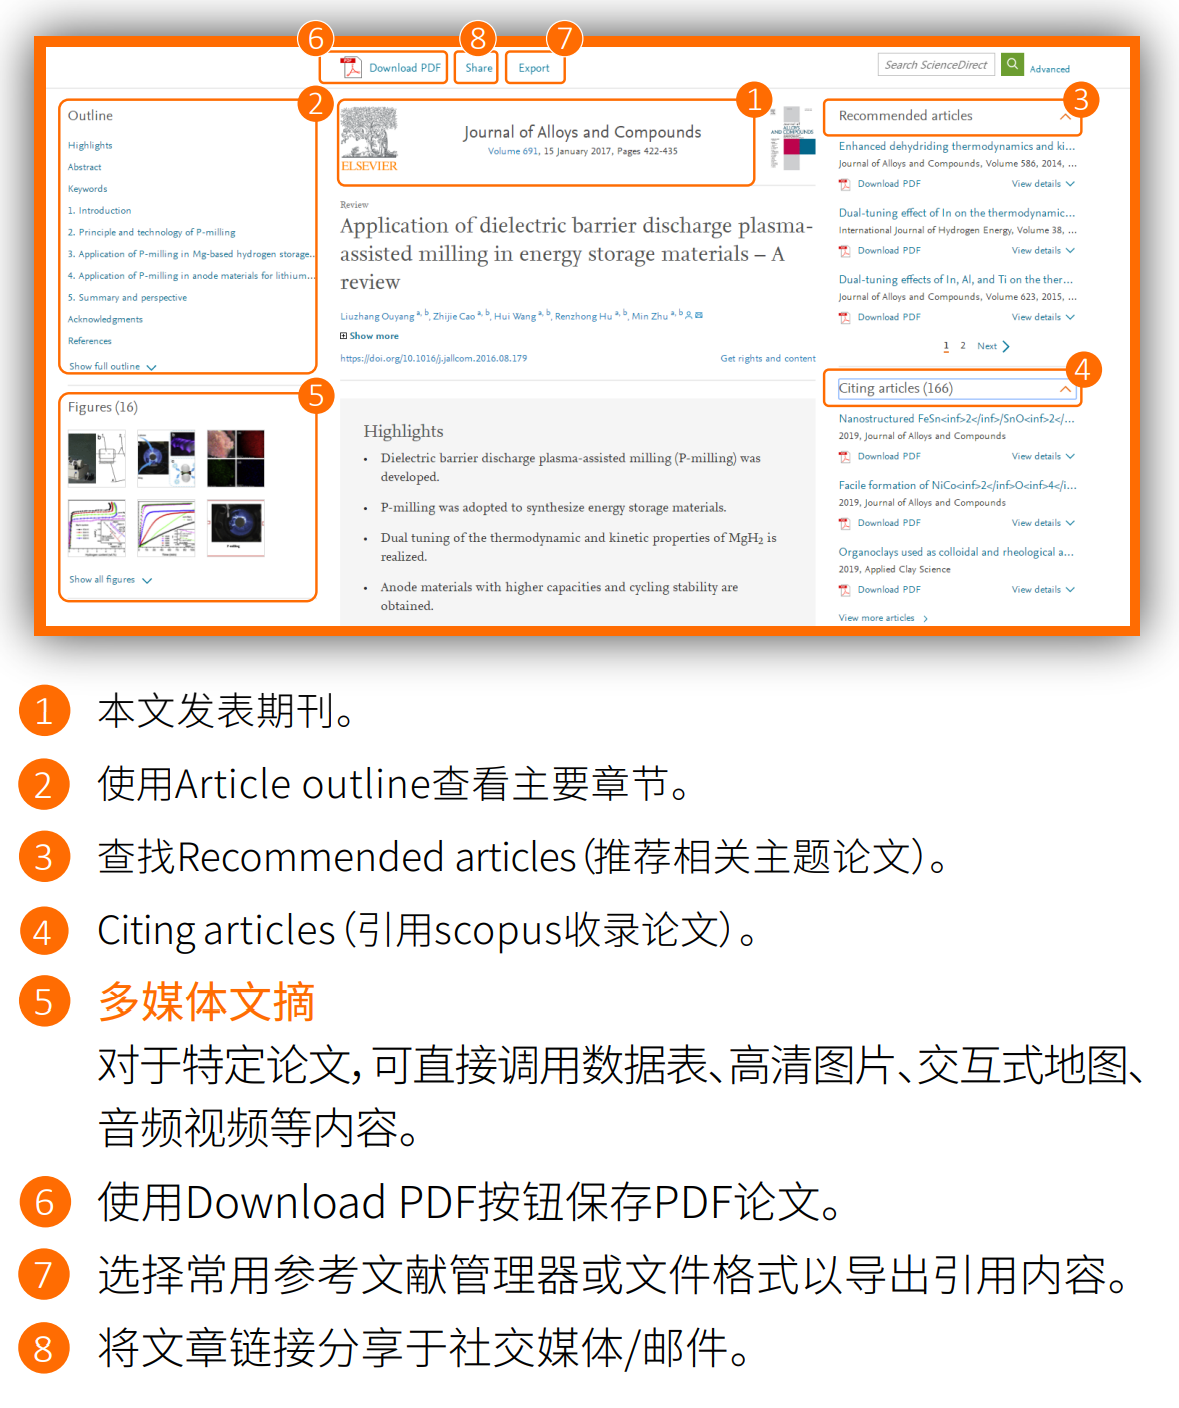 6
8
7
Download PDF
Share
Export
Search ScienceDirect
Advanced
2
Outline
Highlights
Abstract
Keywords
1. Introduction
2. Principle and technology of P-milling
3. Application of P-milling in Mg-based hydrogen storage...
4. Application of P-milling in anode materials for lithium...
5. Summary and perspective
Acknowledgments
References
Show full outline
5
Figures (16)
Show all figures
1
ELSEVIER
Journal of Alloys and Compounds
Volume 691, 15 January 2017, Pages 422-435
Review
Application of dielectric barrier discharge plasma-
assisted milling in energy storage materials – A
review
Liuzhang Ouyang a, b, Zhijie Cao a, b, Hui Wang a, b, Renzhong Hu a, b, Min Zhu a, b
Show more
https://doi.org/10.1016/j.jallcom.2016.08.179
Get rights and content
Highlights
• Dielectric barrier discharge plasma-assisted milling (P-milling) was
developed.
• P-milling was adopted to synthesize energy storage materials.
• Dual tuning of the thermodynamic and kinetic properties of MgH2 is
realized.
• Anode materials with higher capacities and cycling stability are
obtained.
3
Recommended articles
Enhanced dehydriding thermodynamics and ki...
Journal of Alloys and Compounds, Volume 586, 2014, ...
Download PDF
View details
Dual-tuning effect of In on the thermodynamic...
International Journal of Hydrogen Energy, Volume 38, ...
Download PDF
View details
Dual-tuning effects of In, Al, and Ti on the ther...
Journal of Alloys and Compounds, Volume 623, 2015, ...
Download PDF
View details
1 2 Next
4
Citing articles (166)
Nanostructured FeSn<inf>2</inf>/SnO<inf>2</...
2019, Journal of Alloys and Compounds
Download PDF
View details
Facile formation of NiCo<inf>2</inf>O<inf>4</i...
2019, Journal of Alloys and Compounds
Download PDF
View details
Organoclays used as colloidal and rheological a...
2019, Applied Clay Science
Download PDF
View details
View more articles
1 本文发表期刊。
2 使用Article outline查看主要章节。
3 查找Recommended articles（推荐相关主题论文）。
4 Citing articles（引用scopus收录论文）。
5 多媒体文摘
对于特定论文，可直接调用数据表、高清图片、交互式地图、
音频视频等内容。
6 使用Download PDF按钮保存PDF论文。
7 选择常用参考文献管理器或文件格式以导出引用内容。
8 将文章链接分享于社交媒体/邮件。